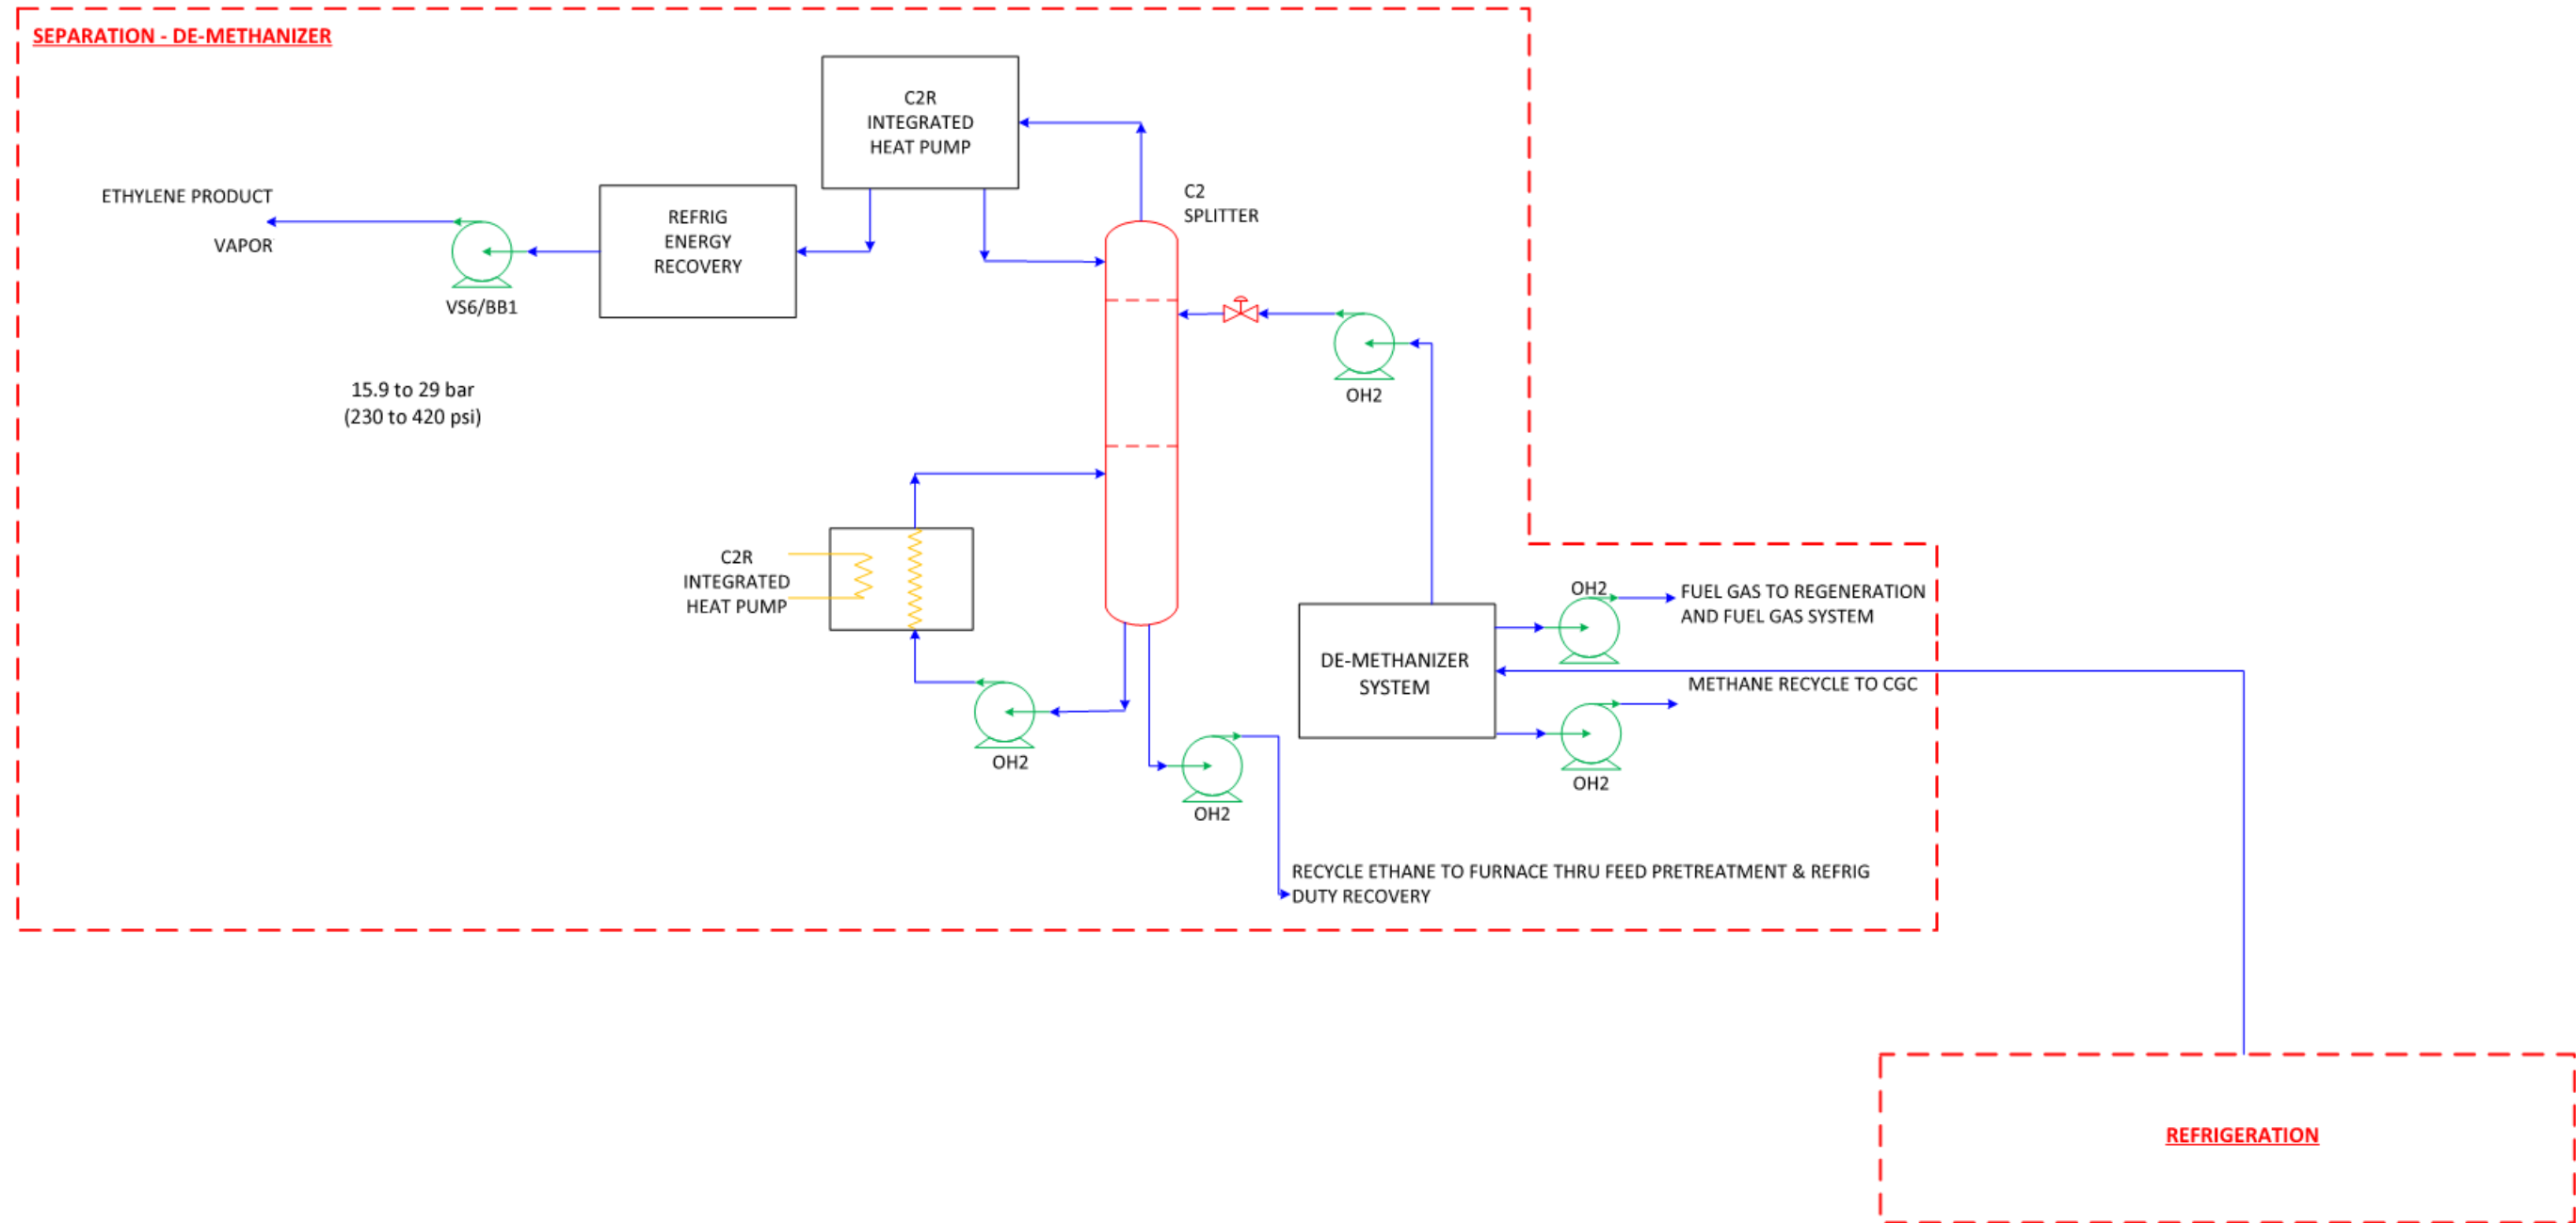 SEPARATION - DE-METHANIZER
C2R
INTEGRATED
HEAT PUMP
ETHYLENE PRODUCT
VAPOR
REFRIG
ENERGY
RECOVERY
C2
SPLITTER
VS6/BB1
15.9 to 29 bar
(230 to 420 psi)
OH2
C2R
INTEGRATED
HEAT PUMP
OH2
OH2
DE-METHANIZER
SYSTEM
OH2
FUEL GAS TO REGENERATION
AND FUEL GAS SYSTEM
METHANE RECYCLE TO CGC
OH2
RECYCLE ETHANE TO FURNACE THRU FEED PRETREATMENT & REFRIG
DUTY RECOVERY
REFRIGERATION